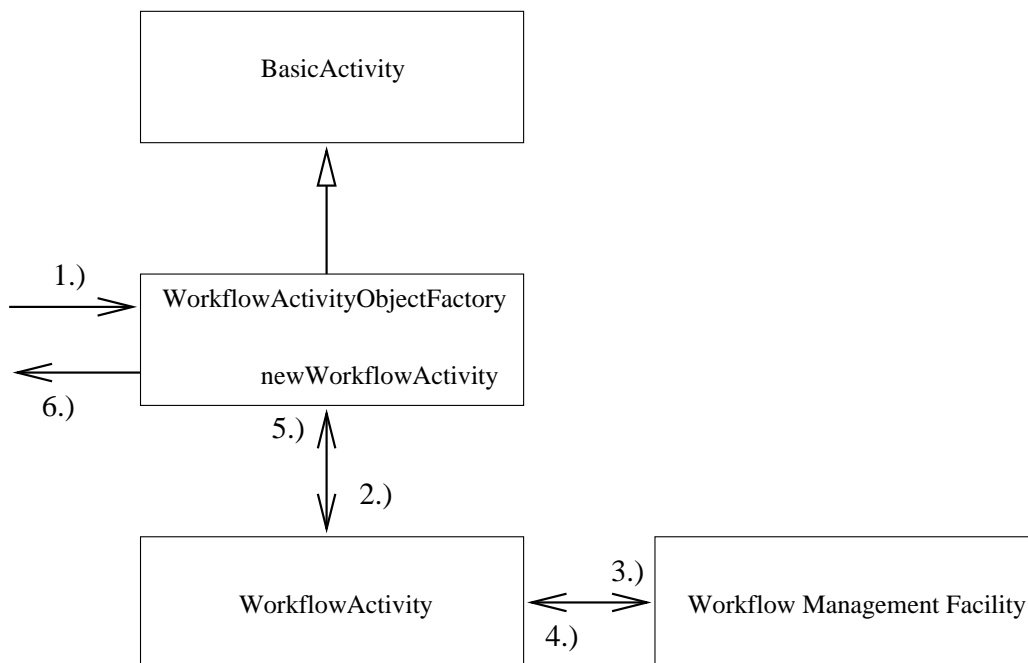 BasicActivity
1.)
WorkflowActivityObjectFactory
newWorkflowActivity
6.)
5.)
2.)
3.)
WorkflowActivity
Workflow Management Facility
4.)